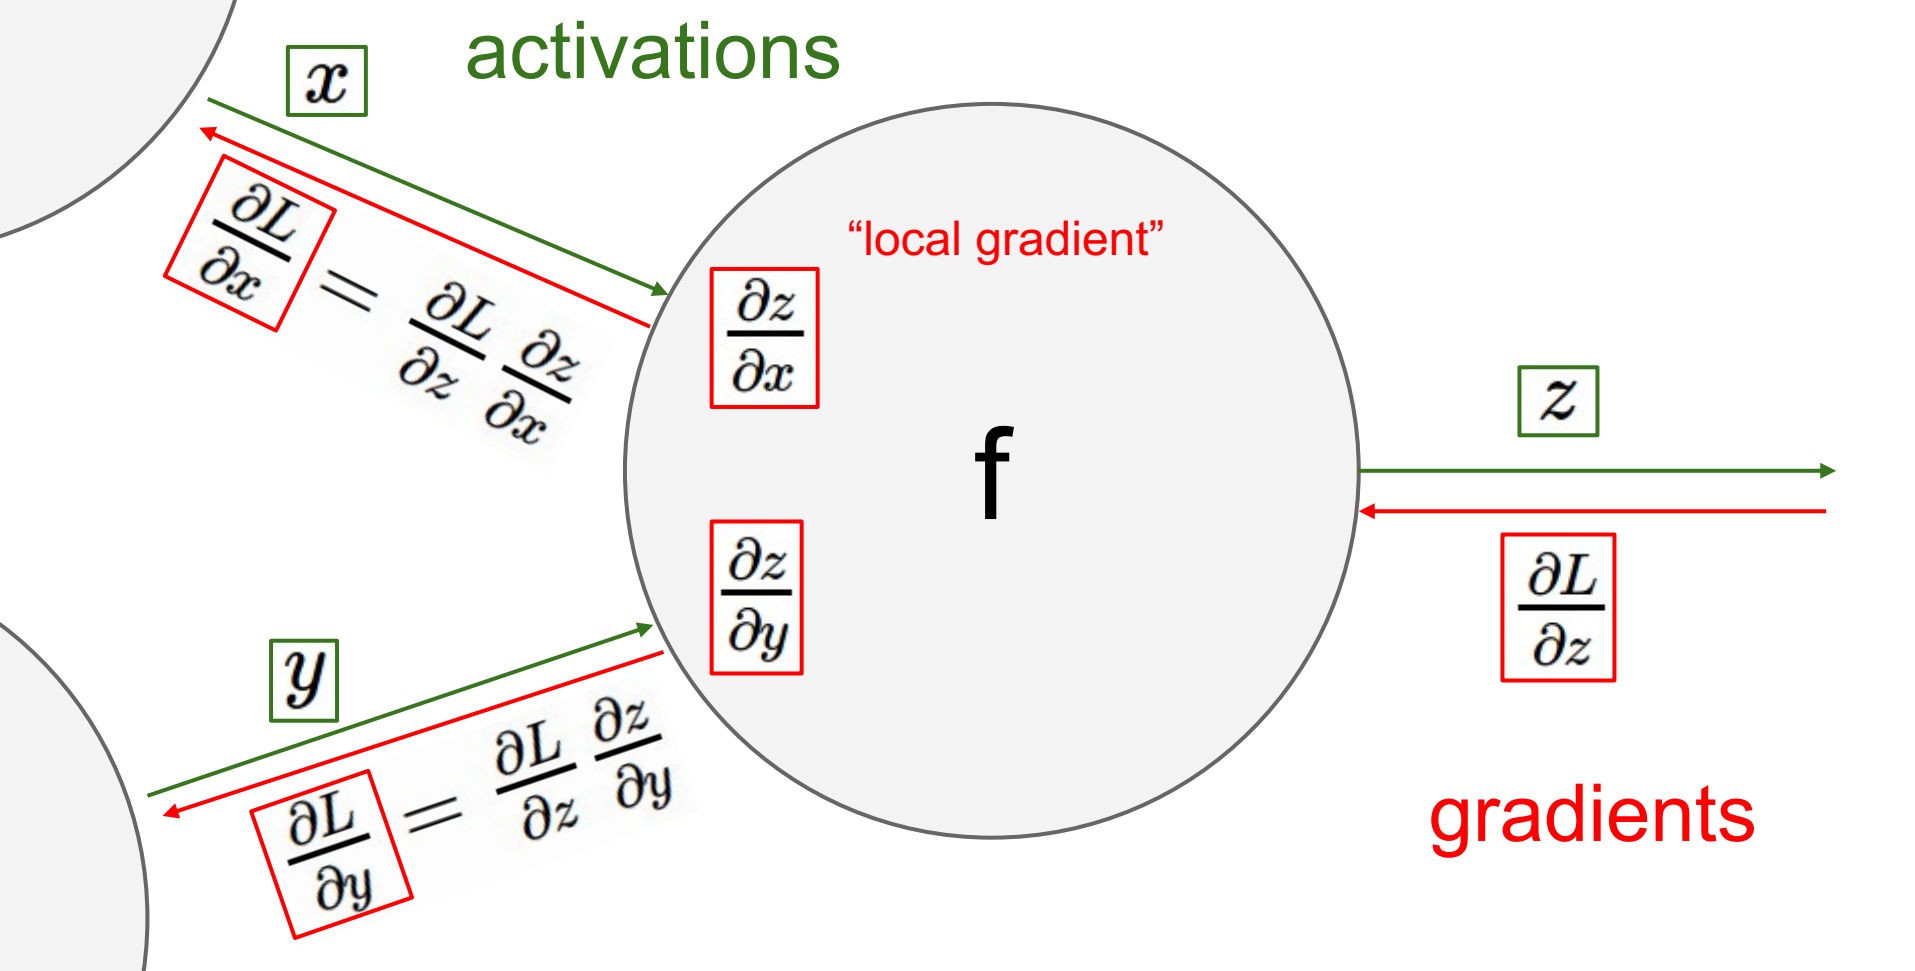 activations
x
“local gradient”
∂L/∂x = ∂L/∂z ∂z/∂x
∂z/∂x
f
z
∂z/∂y
∂L/∂z
y
∂L/∂y = ∂L/∂z ∂z/∂y
gradients